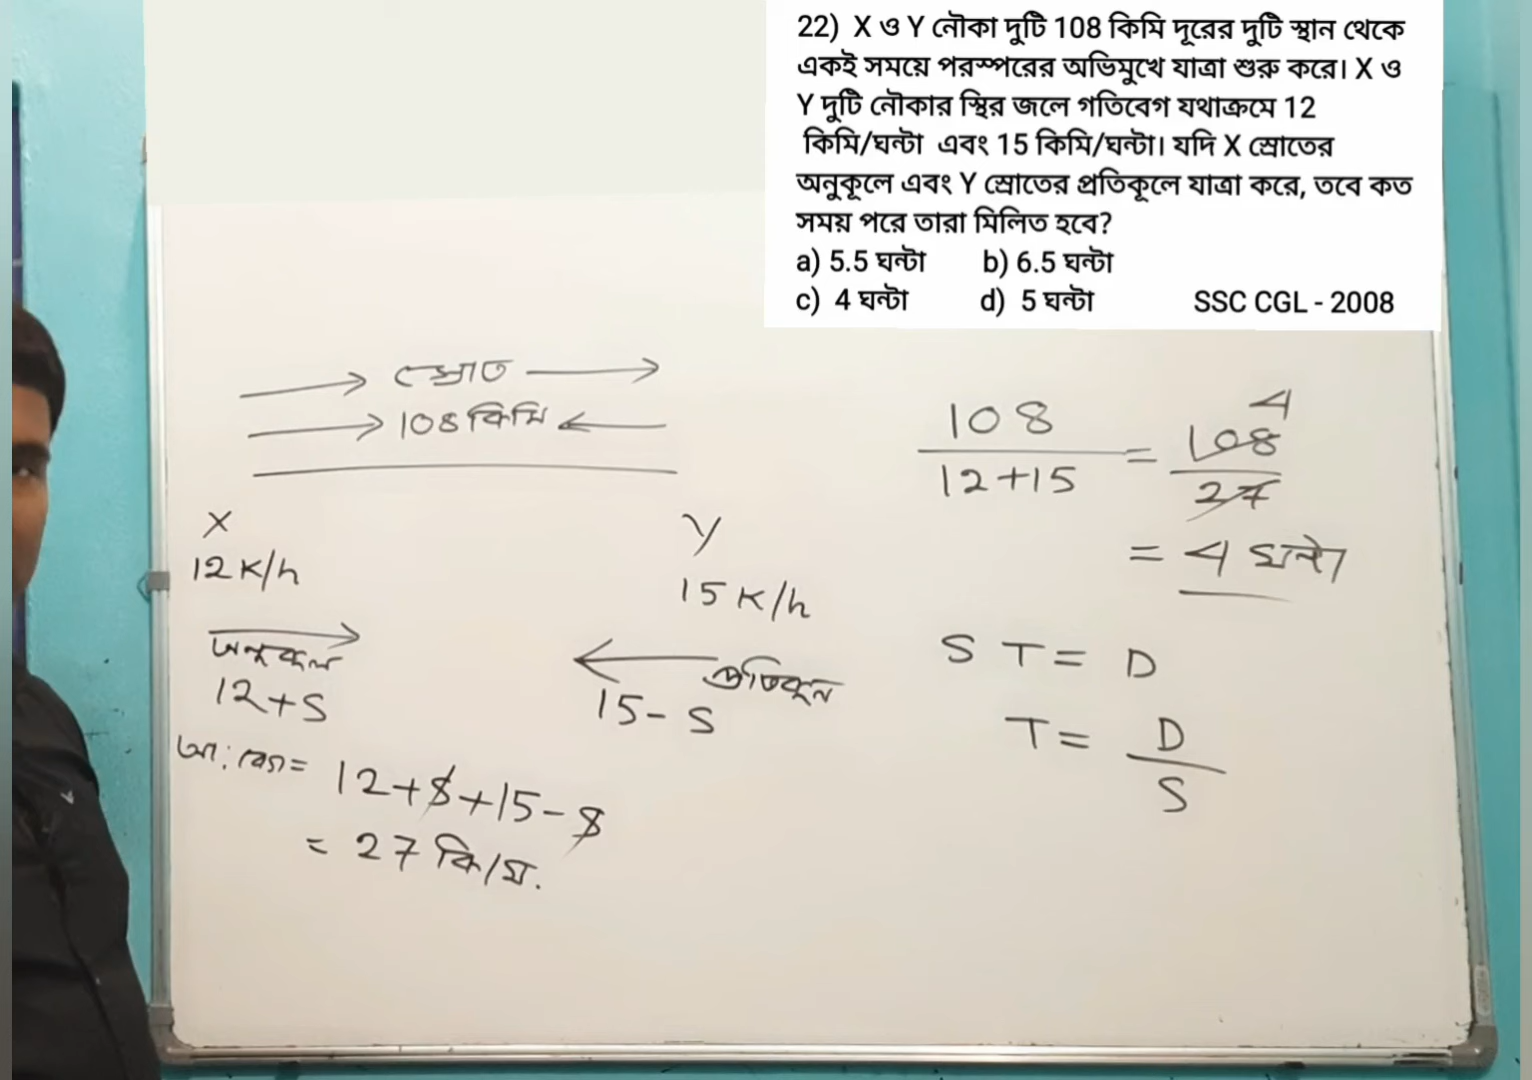 22) X ও Y নৌকা দুটি 108 কিমি দূরের দুটি স্থান থেকে
একই সময়ে পরস্পরের অভিমুখে যাত্রা শুরু করে। X ও
Y দুটি নৌকার স্থির জলে গতিবেগ যথাক্রমে 12
কিমি/ঘন্টা এবং 15 কিমি/ঘন্টা। যদি X স্রোতের
অনুকূলে এবং Y স্রোতের প্রতিকূলে যাত্রা করে, তবে কত
সময় পরে তারা মিলিত হবে?
a) 5.5 ঘন্টা b) 6.5 ঘন্টা
c) 4 ঘন্টা d) 5 ঘন্টা SSC CGL - 2008
স্রোত
108 কিমি
X
12 K/h
অনুকূল
12+S
Y
15 K/h
প্রতিকূল
15-S
আ: বেগ = 12+S+15-S
= 27 কি/ঘ.
108
12+15
=
4
108
27
= 4 ঘন্টা
S T = D
T = D
S